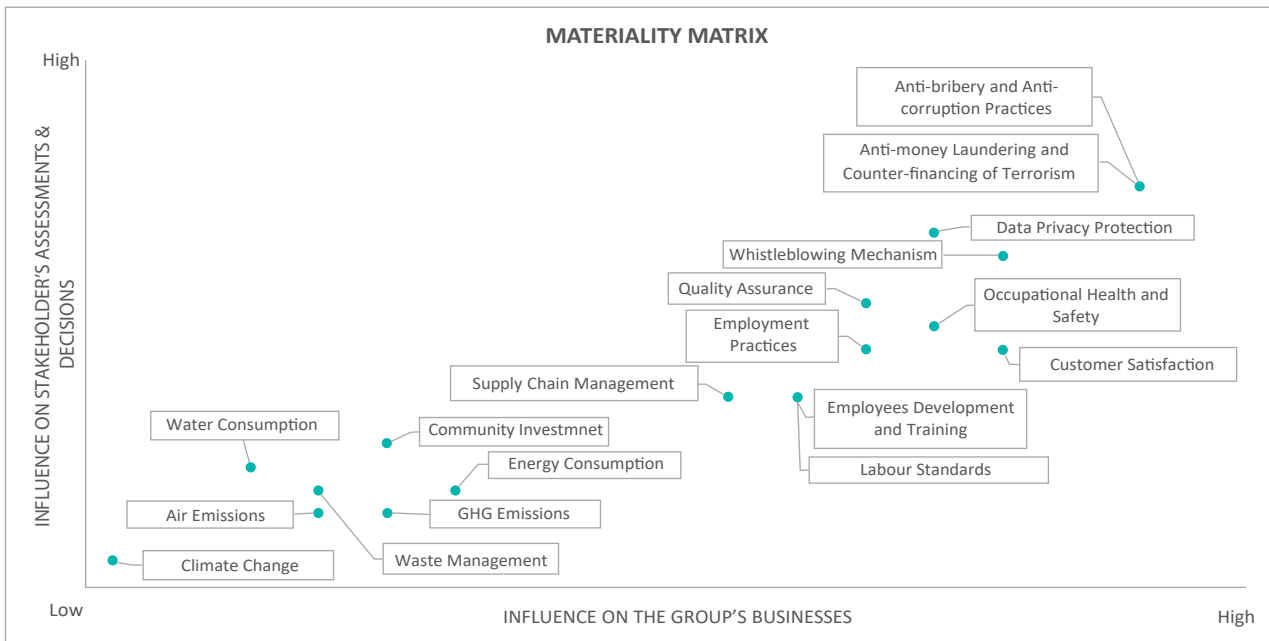 MATERIALITY MATRIX
High
Anti-bribery and Anti-
corruption Practices
Anti-money Laundering and
Counter-financing of Terrorism
Data Privacy Protection
Whistleblowing Mechanism
Quality Assurance
Occupational Health and
Safety
Employment
Practices
Customer Satisfaction
Supply Chain Management
Employees Development
and Training
Water Consumption
Community Investmnet
Energy Consumption
Labour Standards
Air Emissions
GHG Emissions
Waste Management
Climate Change
INFLUENCE ON STAKEHOLDER'S ASSESSMENTS &
DECISIONS
Low
INFLUENCE ON THE GROUP'S BUSINESSES
High